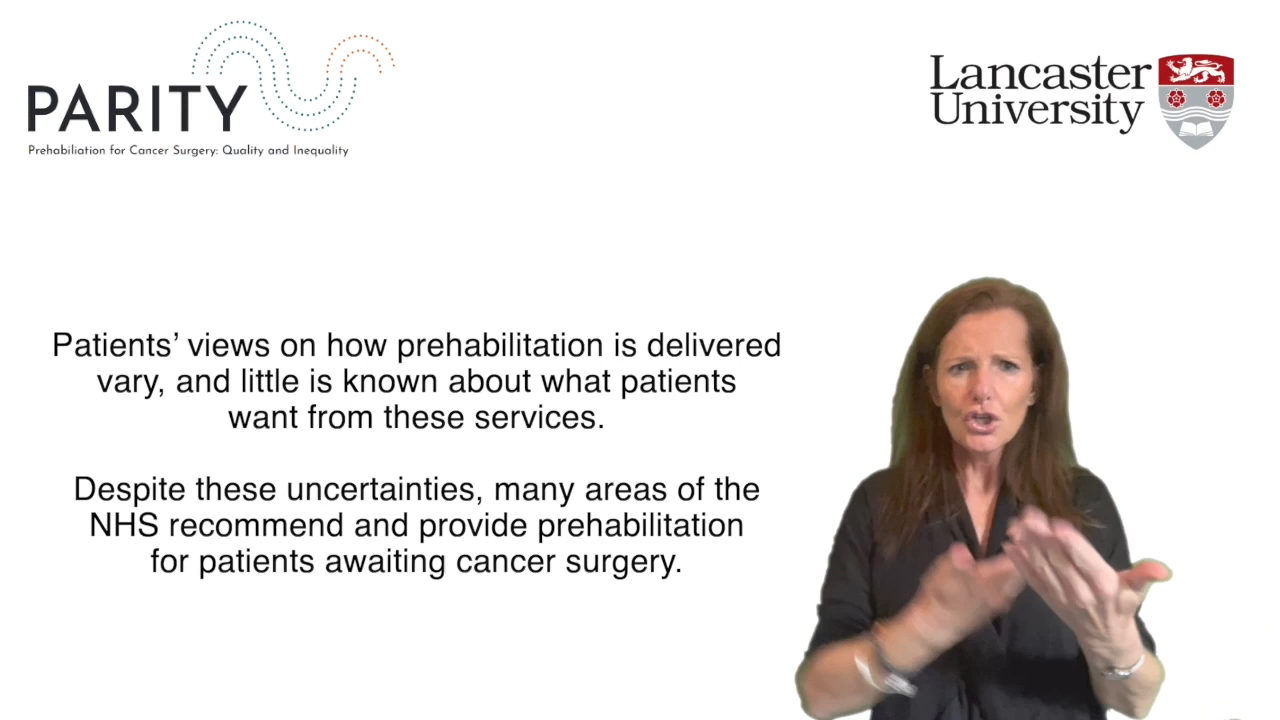 PARITY
Prehabiliation for Cancer Surgery: Quality and Inequality
Lancaster
University
Patients’ views on how prehabilitation is delivered
vary, and little is known about what patients
want from these services.
Despite these uncertainties, many areas of the
NHS recommend and provide prehabilitation
for patients awaiting cancer surgery.